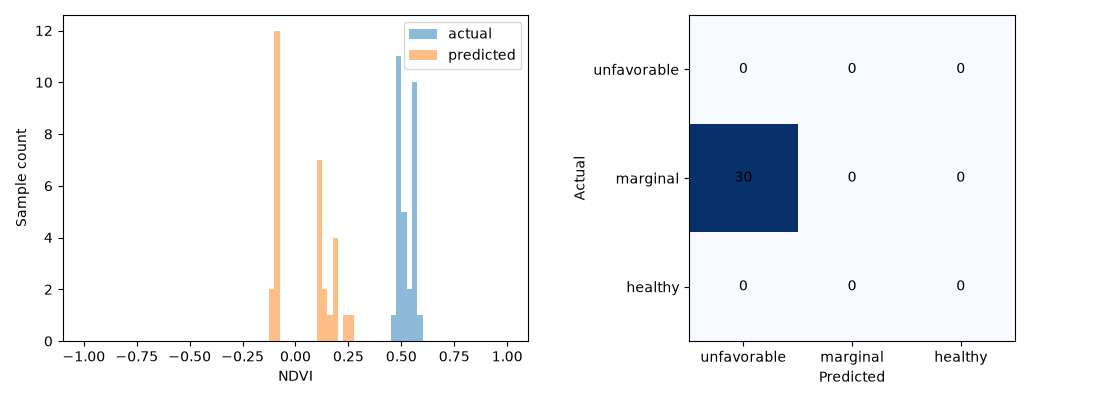 12
10
8
6
4
2
0
Sample count
−1.00 −0.75 −0.50 −0.25 0.00 0.25 0.50 0.75 1.00
NDVI
actual
predicted
Actual
unfavorable 0 0 0
marginal 30 0 0
healthy 0 0 0
unfavorable marginal healthy
Predicted